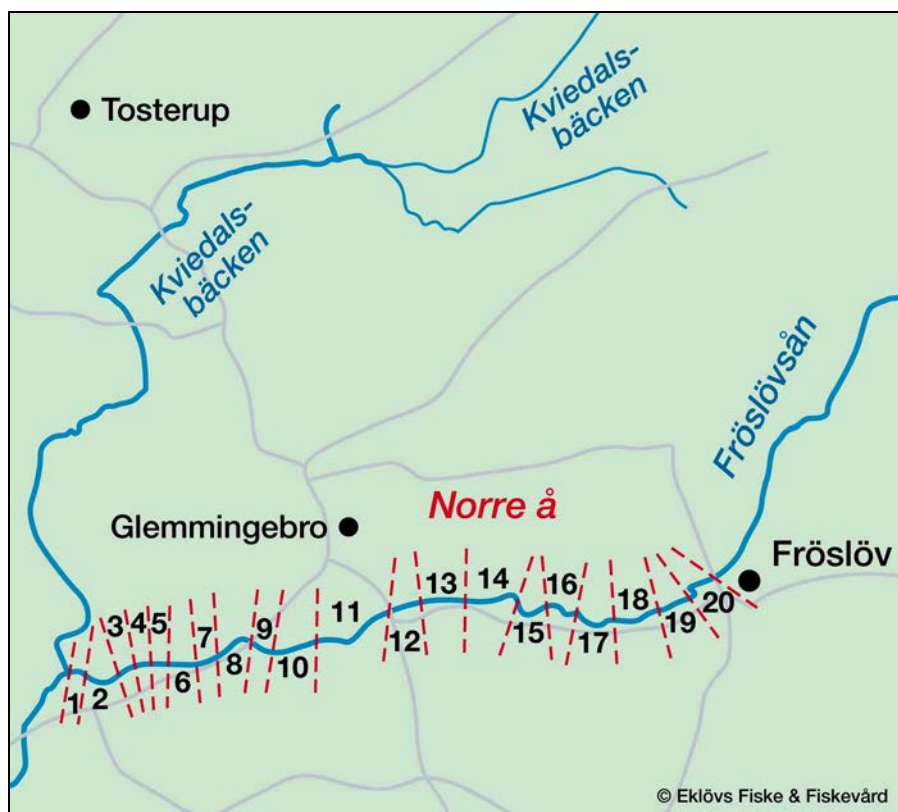 Tosterup
Kviedals-
bäcken
Kviedals-
bäcken
Fröslövsån
Norre å
Glemmingebro
Fröslöv
1
2
3
4
5
6
7
8
9
10
11
12
13
14
15
16
17
18
19
20
© Eklövs Fiske & Fiskevård